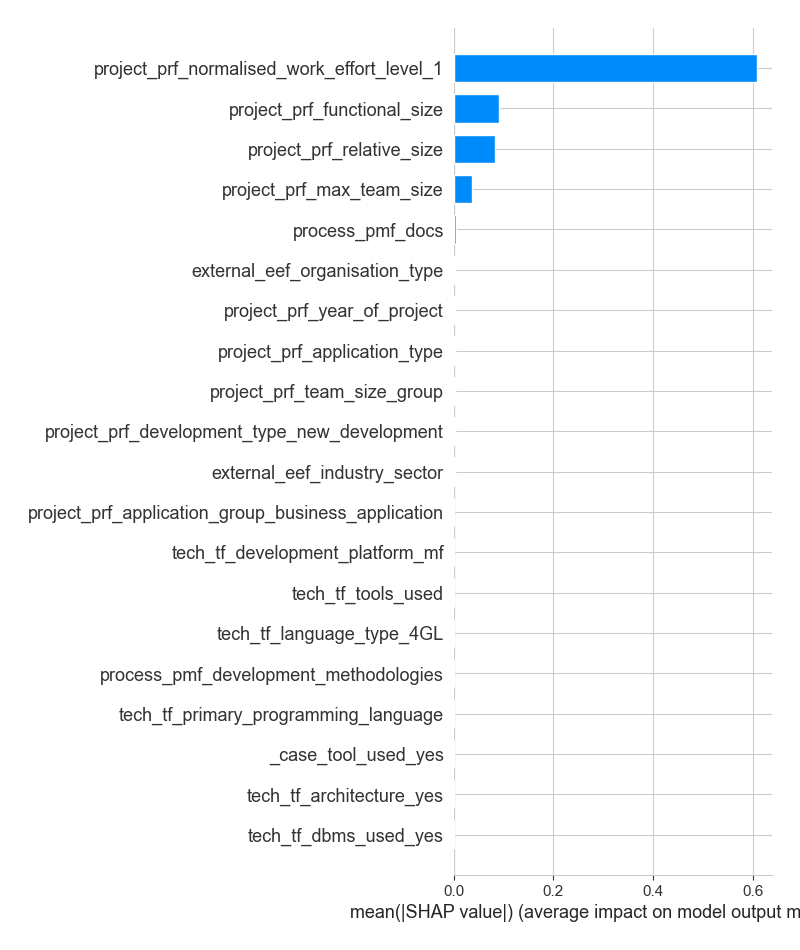 project_prf_normalised_work_effort_level_1
project_prf_functional_size
project_prf_relative_size
project_prf_max_team_size
process_pmf_docs
external_eef_organisation_type
project_prf_year_of_project
project_prf_application_type
project_prf_team_size_group
project_prf_development_type_new_development
external_eef_industry_sector
project_prf_application_group_business_application
tech_tf_development_platform_mf
tech_tf_tools_used
tech_tf_language_type_4GL
process_pmf_development_methodologies
tech_tf_primary_programming_language
_case_tool_used_yes
tech_tf_architecture_yes
tech_tf_dbms_used_yes
0.0 0.2 0.4 0.6
mean(|SHAP value|) (average impact on model output m